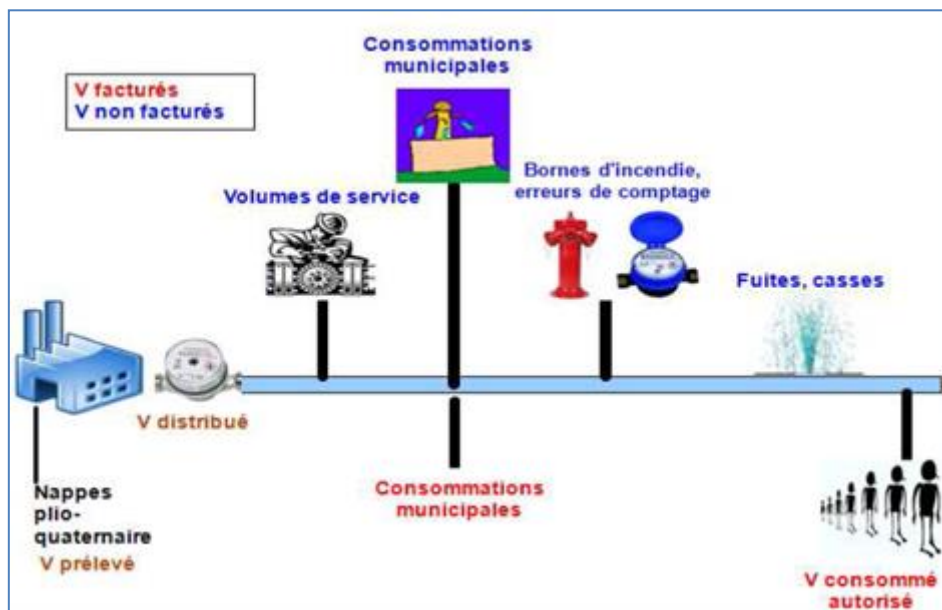 Consommations
municipales
V facturés
V non facturés
Bornes d'incendie,
erreurs de comptage
Volumes de service
Fuites, casses
V distribué
Nappes
plio-
quaternaire
V prélevé
Consommations
municipales
V consommé
autorisé